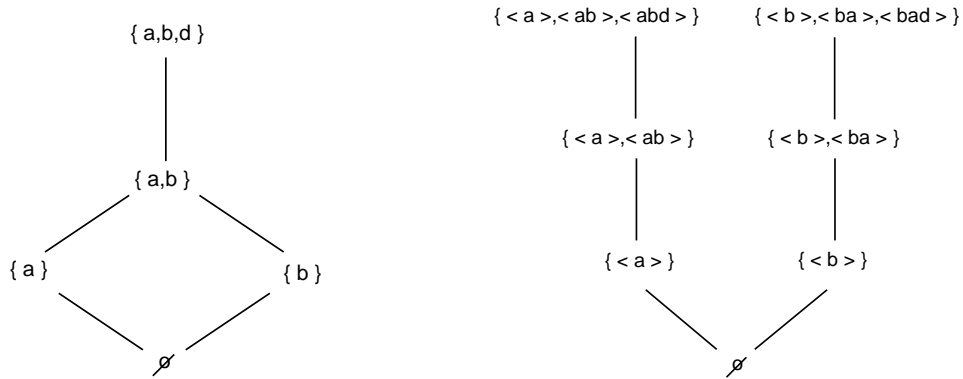 { a,b,d }
{ a,b }
{ a }
{ b }
ø
{ < a >,< ab >,< abd > }
{ < b >,< ba >,< bad > }
{ < a >,< ab > }
{ < b >,< ba > }
{ < a > }
{ < b > }
ø